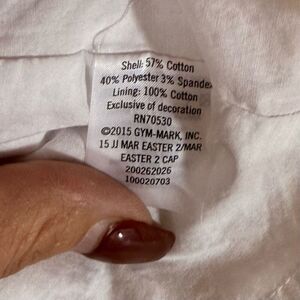 Shell: 57% Cotton
40% Polyester 3% Spandex
Lining: 100% Cotton
Exclusive of decoration
RN70530
©2015 GYM-MARK, INC.
15 JJ MAR EASTER 2/MAR
EASTER 2 CAP
200262026
100020703